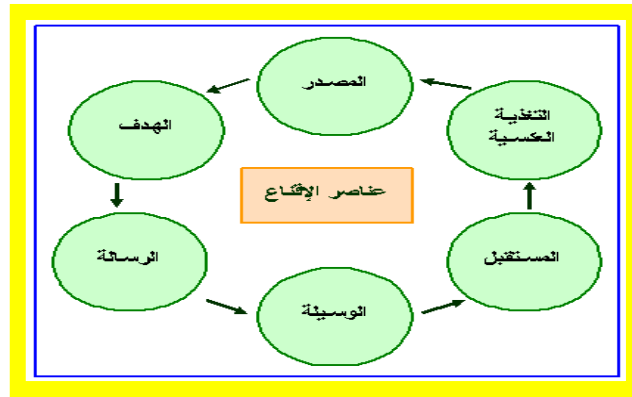 المصدر
الهدف
التغذية
العكسية
عناصر الإقناع
الرسالة
المستقبل
الوسيلة